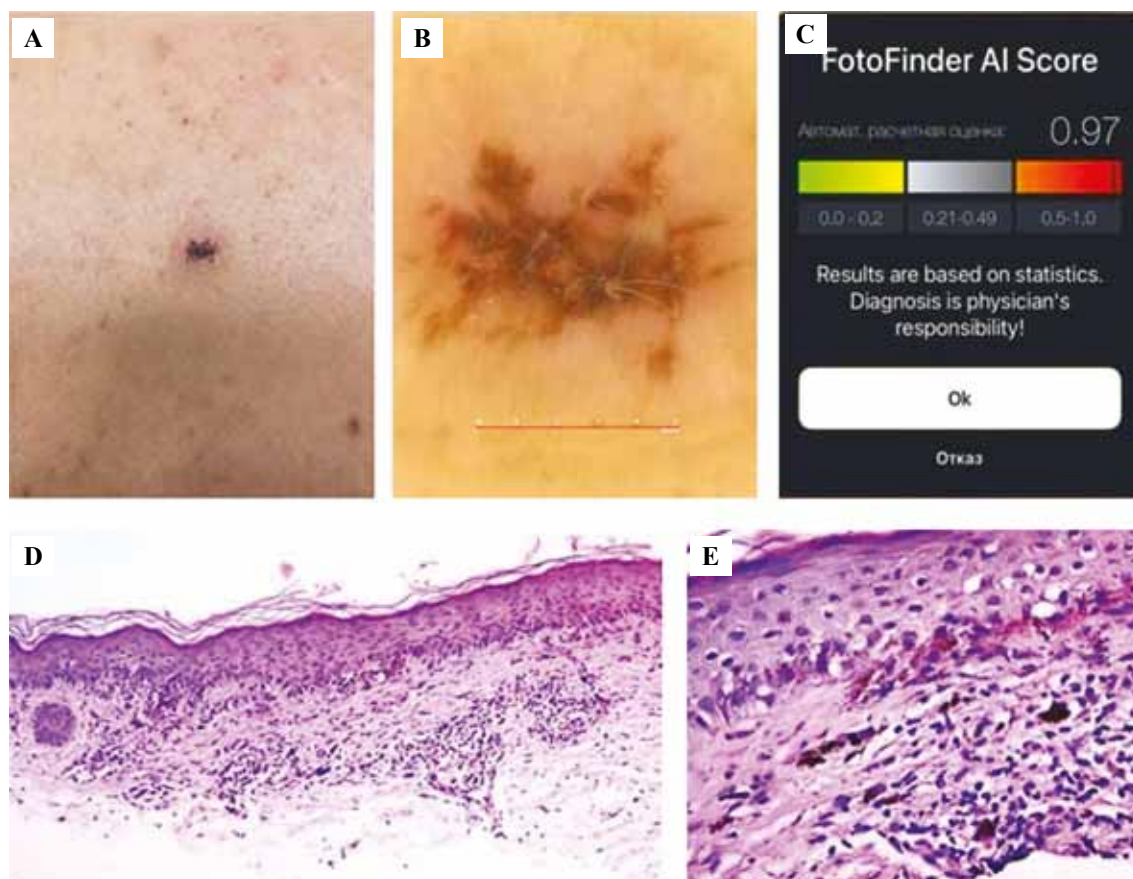 A
B
C
FotoFinder AI Score
Автомат. расчетная оценка:
0.97
0.0 - 0.2
0.21-0.49
0.5-1.0
Results are based on statistics.
Diagnosis is physician's
responsibility!
Ok
Отказ
D
E